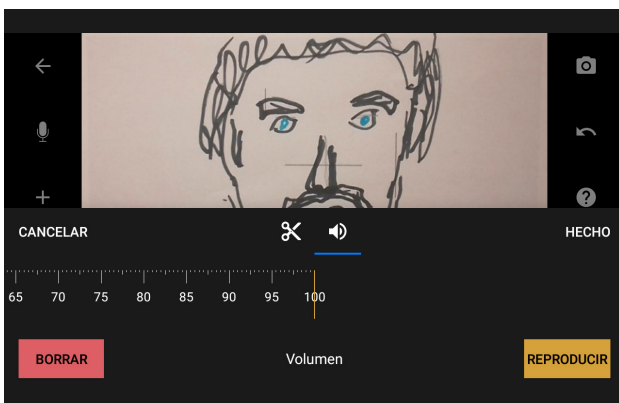 CANCELAR HECHO
65 70 75 80 85 90 95 100
BORRAR Volumen REPRODUCIR